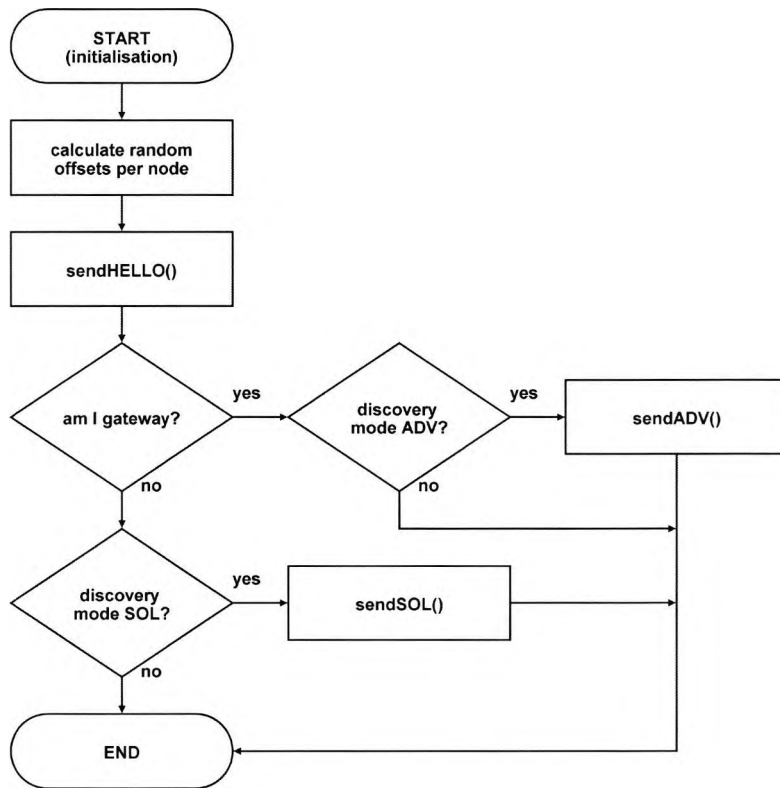 START
(initialisation)
calculate random
offsets per node
sendHELLO()
am I gateway?
yes
discovery
mode ADV?
yes
sendADV()
no
no
discovery
mode SOL?
yes
sendSOL()
no
END